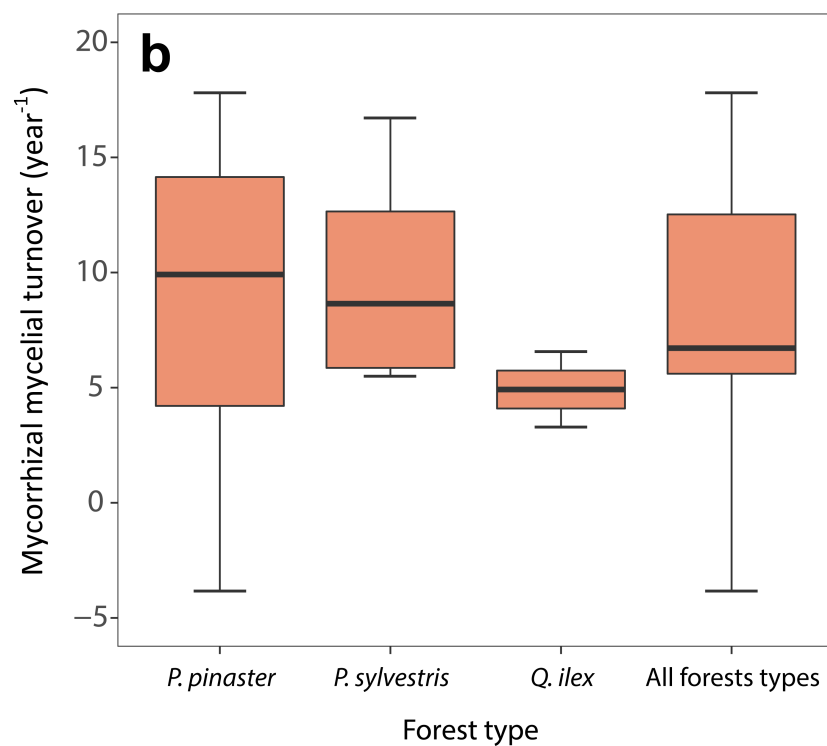 b
Mycorrhizal mycelial turnover (year⁻¹)
20
15
10
5
0
−5
P. pinaster
P. sylvestris
Q. ilex
All forests types
Forest type